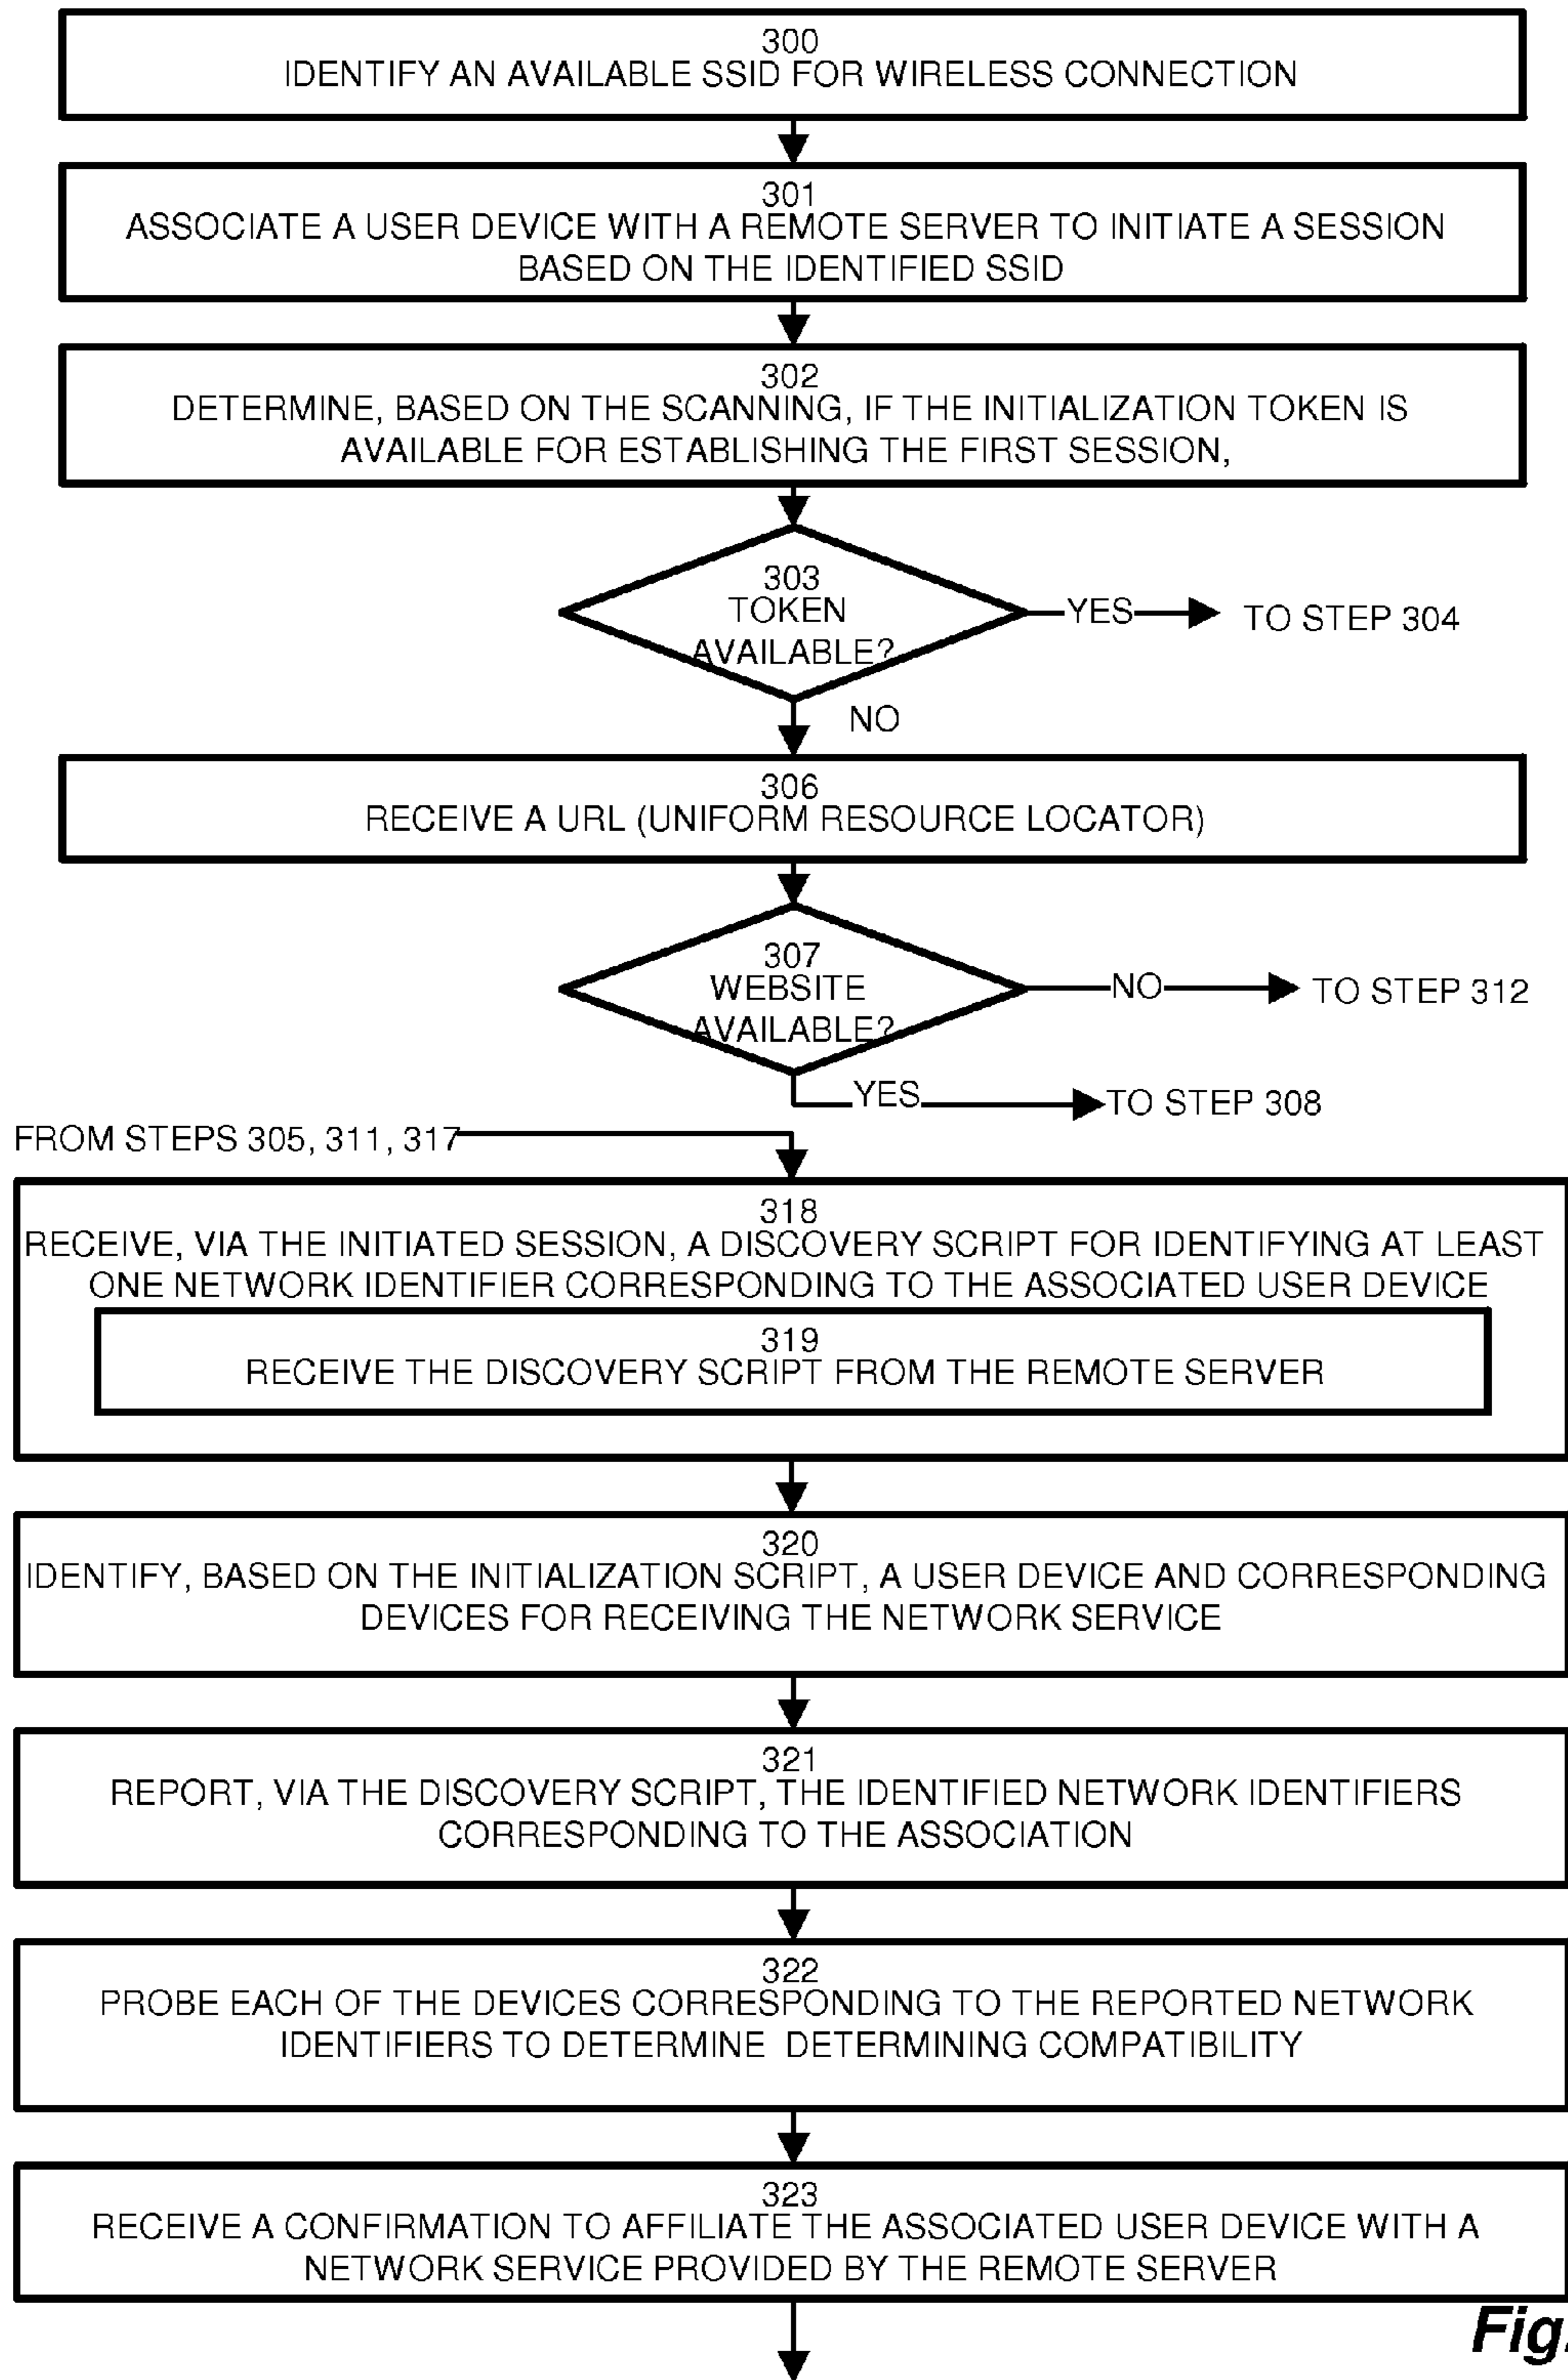 300
IDENTIFY AN AVAILABLE SSID FOR WIRELESS CONNECTION
301
ASSOCIATE A USER DEVICE WITH A REMOTE SERVER TO INITIATE A SESSION
BASED ON THE IDENTIFIED SSID
302
DETERMINE, BASED ON THE SCANNING, IF THE INITIALIZATION TOKEN IS
AVAILABLE FOR ESTABLISHING THE FIRST SESSION,
303
TOKEN
AVAILABLE?
YES
TO STEP 304
NO
306
RECEIVE A URL (UNIFORM RESOURCE LOCATOR)
307
WEBSITE
AVAILABLE?
NO
TO STEP 312
YES
TO STEP 308
FROM STEPS 305, 311, 317
318
RECEIVE, VIA THE INITIATED SESSION, A DISCOVERY SCRIPT FOR IDENTIFYING AT LEAST
ONE NETWORK IDENTIFIER CORRESPONDING TO THE ASSOCIATED USER DEVICE
319
RECEIVE THE DISCOVERY SCRIPT FROM THE REMOTE SERVER
320
IDENTIFY, BASED ON THE INITIALIZATION SCRIPT, A USER DEVICE AND CORRESPONDING
DEVICES FOR RECEIVING THE NETWORK SERVICE
321
REPORT, VIA THE DISCOVERY SCRIPT, THE IDENTIFIED NETWORK IDENTIFIERS
CORRESPONDING TO THE ASSOCIATION
322
PROBE EACH OF THE DEVICES CORRESPONDING TO THE REPORTED NETWORK
IDENTIFIERS TO DETERMINE DETERMINING COMPATIBILITY
323
RECEIVE A CONFIRMATION TO AFFILIATE THE ASSOCIATED USER DEVICE WITH A
NETWORK SERVICE PROVIDED BY THE REMOTE SERVER
Fig.